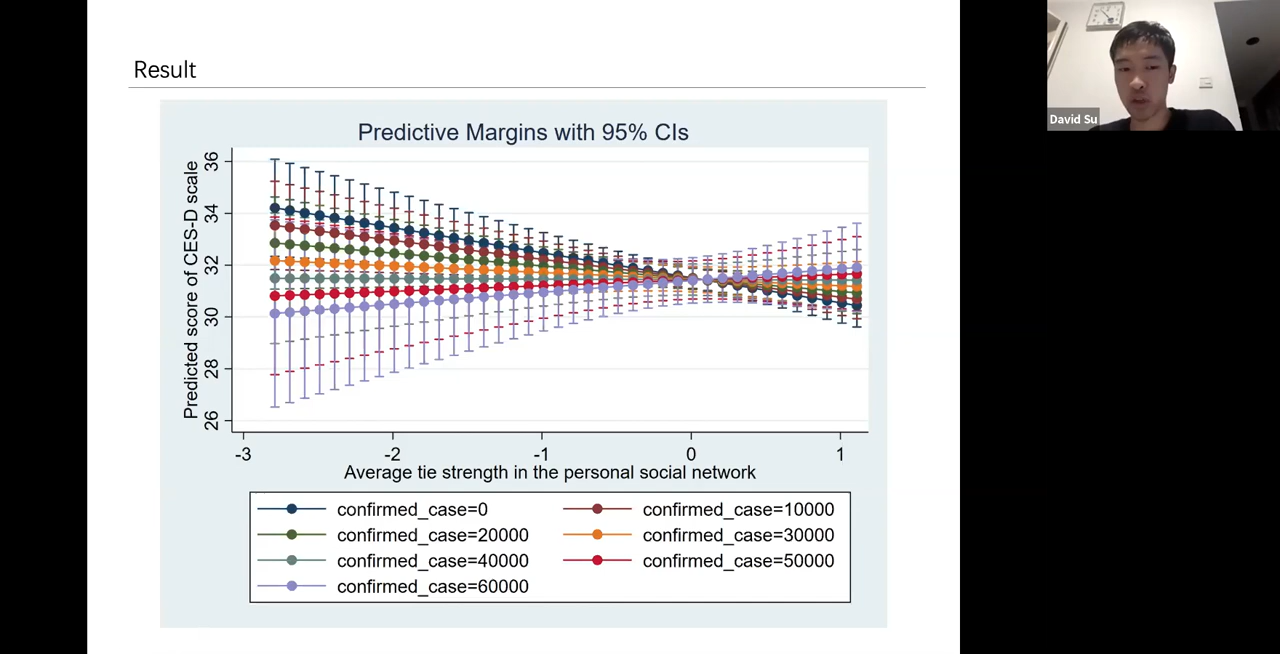 Result
Predictive Margins with 95% CIs
Predicted score of CES-D scale
36
34
32
30
28
26
-3
-2
-1
0
1
Average tie strength in the personal social network
confirmed_case=0
confirmed_case=10000
confirmed_case=20000
confirmed_case=30000
confirmed_case=40000
confirmed_case=50000
confirmed_case=60000
David Su